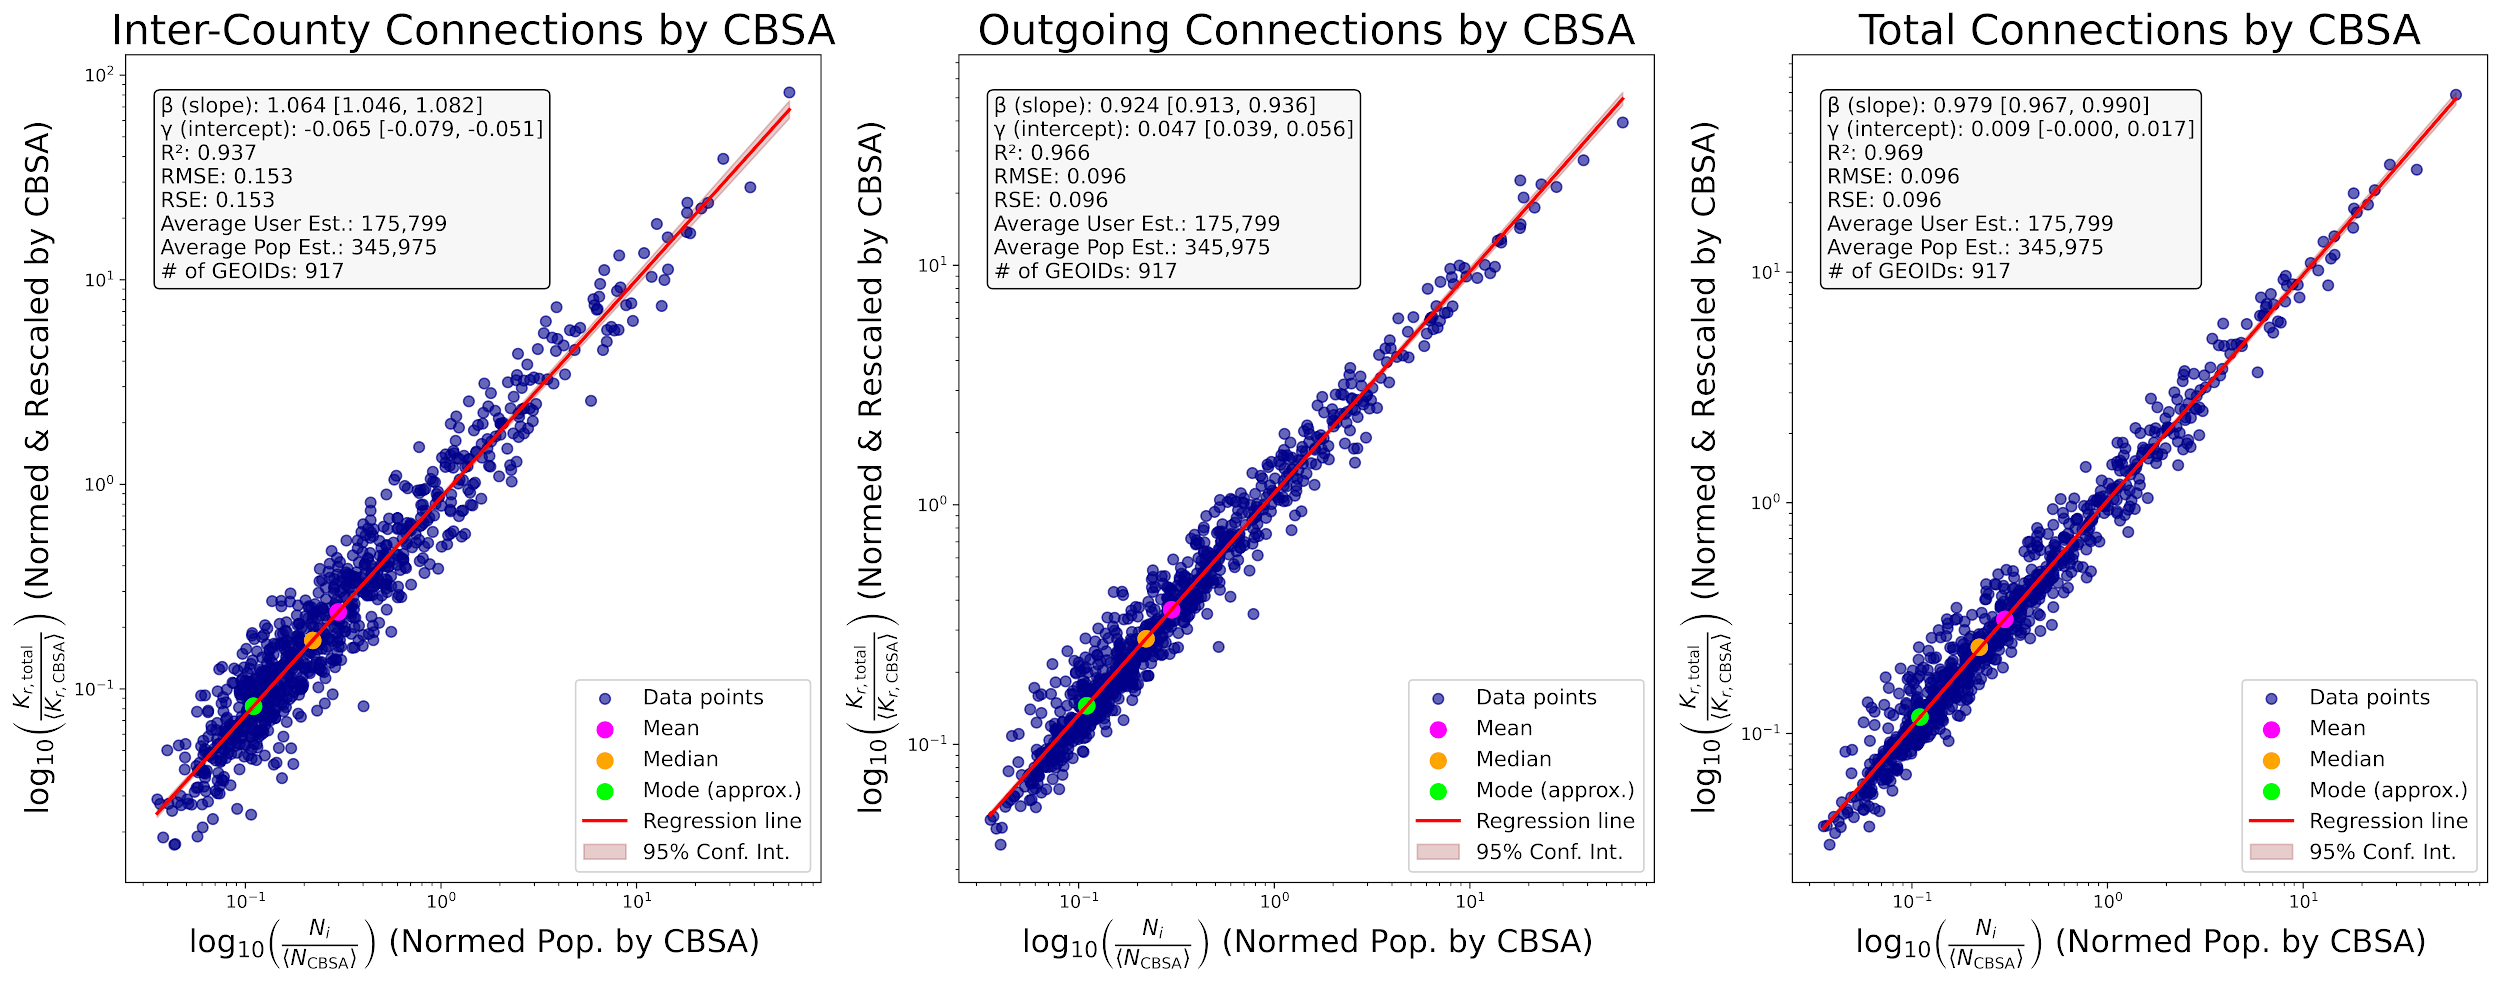 Inter-County Connections by CBSA
β (slope): 1.064 [1.046, 1.082]
γ (intercept): -0.065 [-0.079, -0.051]
R²: 0.937
RMSE: 0.153
RSE: 0.153
Average User Est.: 175,799
Average Pop Est.: 345,975
# of GEOIDs: 917
log₁₀(K_{r,total} / ⟨K_{r,CBSA}⟩) (Normed & Rescaled by CBSA)
10²
10¹
10⁰
10⁻¹
Data points
Mean
Median
Mode (approx.)
Regression line
95% Conf. Int.
10⁻¹ 10⁰ 10¹
log₁₀(N_i / ⟨N_CBSA⟩) (Normed Pop. by CBSA)
Outgoing Connections by CBSA
β (slope): 0.924 [0.913, 0.936]
γ (intercept): 0.047 [0.039, 0.056]
R²: 0.966
RMSE: 0.096
RSE: 0.096
Average User Est.: 175,799
Average Pop Est.: 345,975
# of GEOIDs: 917
log₁₀(K_{r,total} / ⟨K_{r,CBSA}⟩) (Normed & Rescaled by CBSA)
10¹
10⁰
10⁻¹
Data points
Mean
Median
Mode (approx.)
Regression line
95% Conf. Int.
10⁻¹ 10⁰ 10¹
log₁₀(N_i / ⟨N_CBSA⟩) (Normed Pop. by CBSA)
Total Connections by CBSA
β (slope): 0.979 [0.967, 0.990]
γ (intercept): 0.009 [-0.000, 0.017]
R²: 0.969
RMSE: 0.096
RSE: 0.096
Average User Est.: 175,799
Average Pop Est.: 345,975
# of GEOIDs: 917
log₁₀(K_{r,total} / ⟨K_{r,CBSA}⟩) (Normed & Rescaled by CBSA)
10¹
10⁰
10⁻¹
Data points
Mean
Median
Mode (approx.)
Regression line
95% Conf. Int.
10⁻¹ 10⁰ 10¹
log₁₀(N_i / ⟨N_CBSA⟩) (Normed Pop. by CBSA)